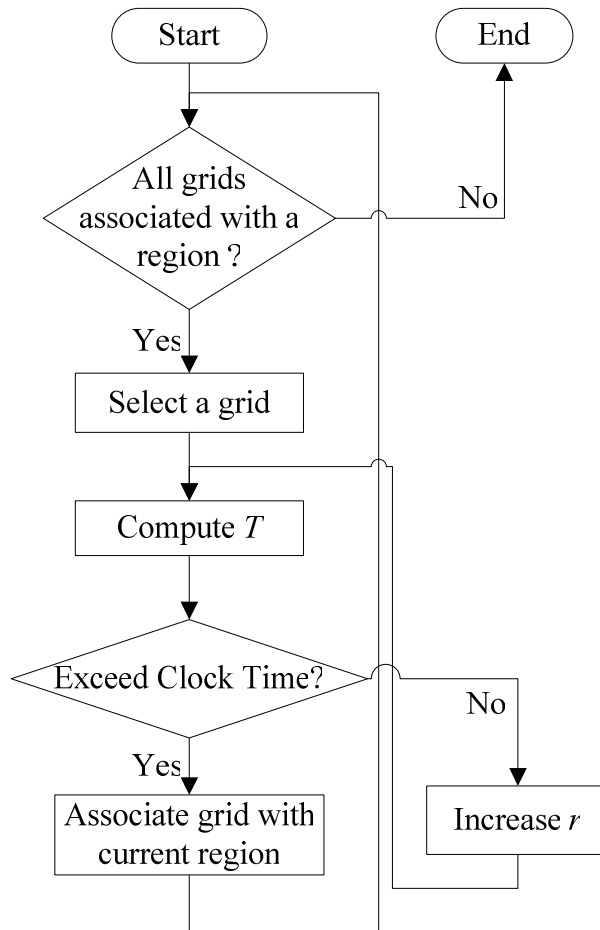 Start
End
All grids
associated with a
region ?
No
Yes
Select a grid
Compute T
Exceed Clock Time?
No
Yes
Associate grid with
current region
Increase r